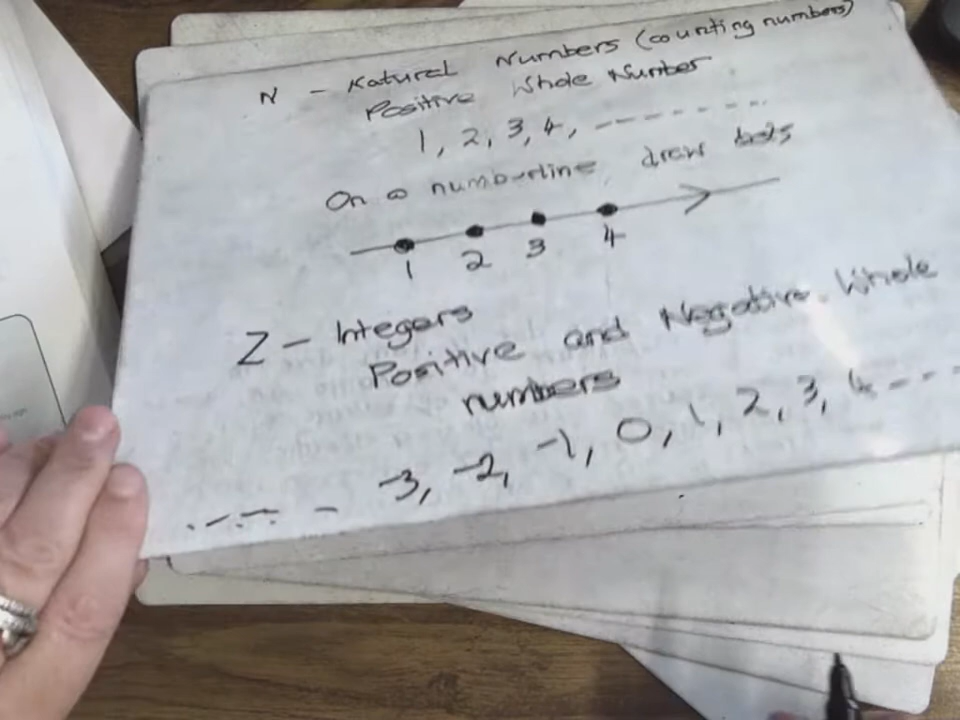 N - Natural Numbers (counting numbers)
Positive Whole Number
1, 2, 3, 4, - - - - - - - - -
On a numberline, draw dots
1 2 3 4
Z - Integers
Positive and Negative Whole
numbers
- - - - - -3, -2, -1, 0, 1, 2, 3, 4 - - -